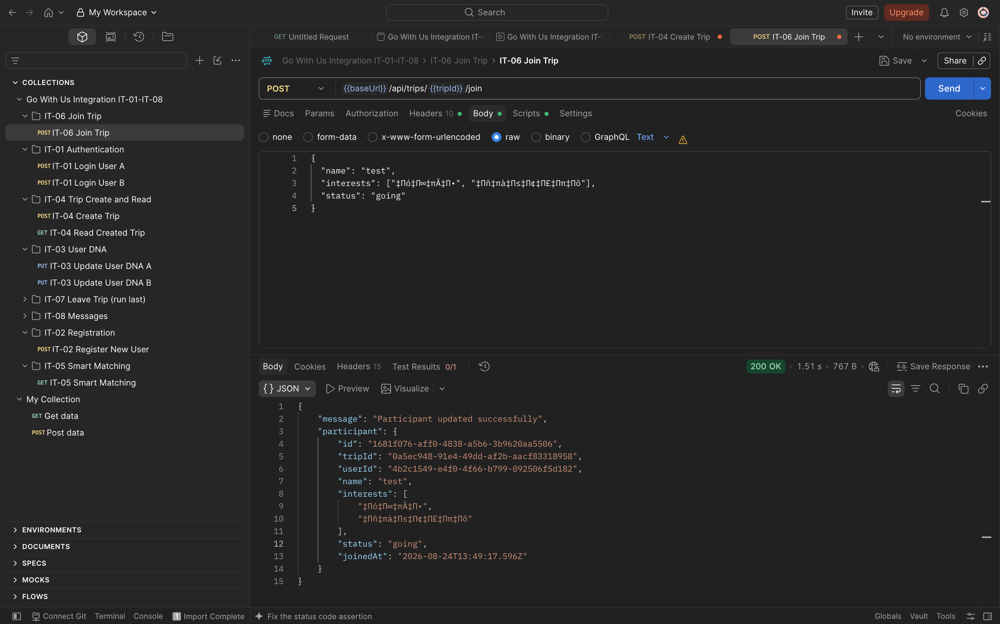 My Workspace
Search
Invite
Upgrade
GET Untitled Request
Go With Us Integration IT-
Go With Us Integration IT-
POST IT-04 Create Trip
POST IT-06 Join Trip
No environment
COLLECTIONS
Go With Us Integration IT-01-IT-08
IT-06 Join Trip
POST IT-06 Join Trip
IT-01 Authentication
POST IT-01 Login User A
POST IT-01 Login User B
IT-04 Trip Create and Read
POST IT-04 Create Trip
GET IT-04 Read Created Trip
IT-03 User DNA
PUT IT-03 Update User DNA A
PUT IT-03 Update User DNA B
IT-07 Leave Trip (run last)
IT-08 Messages
IT-02 Registration
POST IT-02 Register New User
IT-05 Smart Matching
GET IT-05 Smart Matching
My Collection
GET Get data
POST Post data
ENVIRONMENTS
DOCUMENTS
SPECS
MOCKS
FLOWS
HTTP Go With Us Integration IT-01-IT-08 > IT-06 Join Trip > IT-06 Join Trip
Save
Share
POST {{baseUrl}}/api/trips/{{tripId}}/join
Send
Docs Params Authorization Headers 10 Body Scripts Settings
Cookies
none form-data x-www-form-urlencoded raw binary GraphQL Text
1 {
2 "name": "test",
3 "interests": ["‡∏ó‡∏∞‡πÄ‡∏•", "‡∏ñ‡πà‡∏≤‡∏¢‡∏£‡∏π‡∏õ"],
4 "status": "going"
5 }
Body Cookies Headers 15 Test Results 0/1
200 OK • 1.51 s • 767 B •
e.g. Save Response
{} JSON Preview Visualize
1 {
2 "message": "Participant updated successfully",
3 "participant": {
4 "id": "1681f076-aff0-4838-a5b6-3b9620aa5506",
5 "tripId": "0a5ec948-91e4-49dd-af2b-aacf83318958",
6 "userId": "4b2c1549-e4f0-4f66-b799-092506f5d182",
7 "name": "test",
8 "interests": [
9 "‡∏ó‡∏∞‡πÄ‡∏•",
10 "‡∏ñ‡πà‡∏≤‡∏¢‡∏£‡∏π‡∏õ"
11 ],
12 "status": "going",
13 "joinedAt": "2026-08-24T13:49:17.596Z"
14 }
15 }
Connect Git Terminal Console 1 Import Complete
Fix the status code assertion
Globals Vault Tools